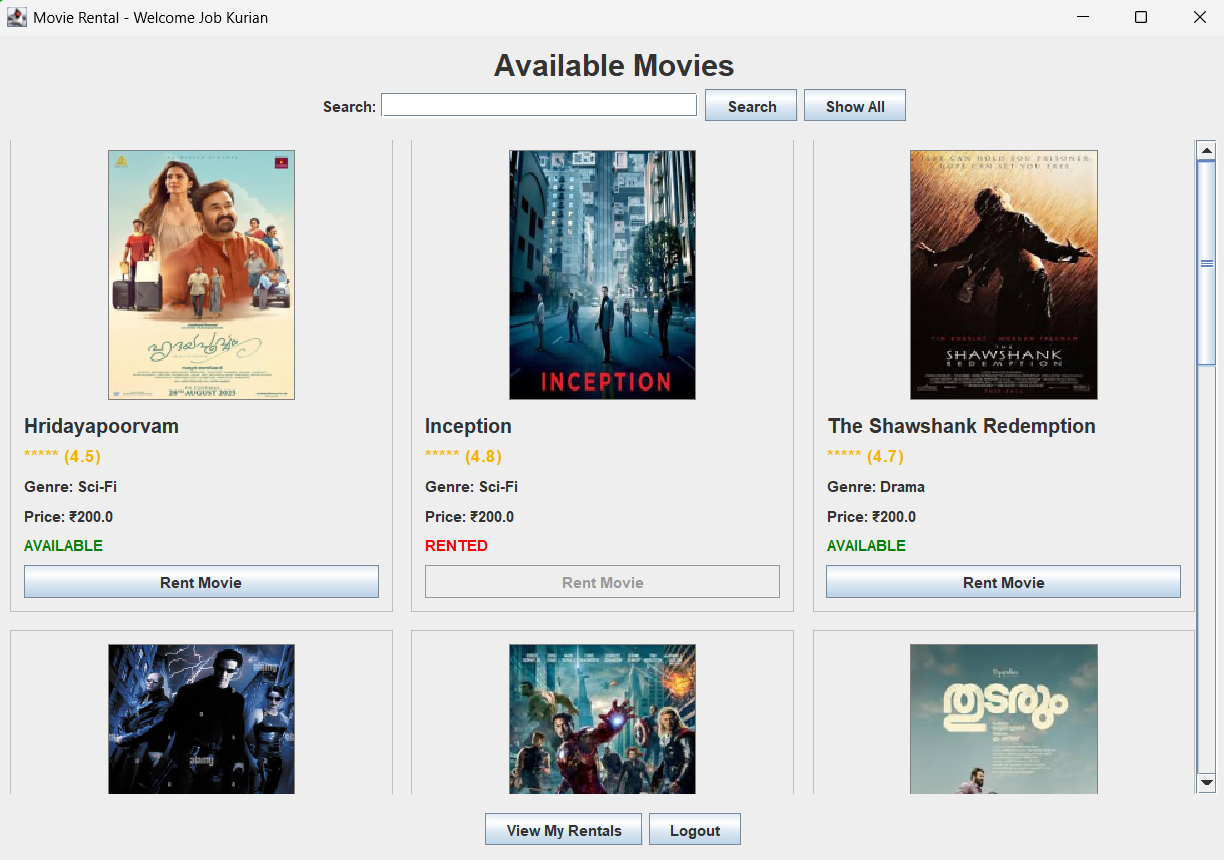 Movie Rental - Welcome Job Kurian
Available Movies
Search:
Search
Show All
ഹൃദയപൂർവ്വം
28TH AUGUST 2025
INCEPTION
FEAR CAN HOLD YOU PRISONER.
HOPE CAN SET YOU FREE.
TIM ROBBINS MORGAN FREEMAN
THE
SHAWSHANK
REDEMPTION
THIS FALL
Hridayapoorvam
***** (4.5)
Genre: Sci-Fi
Price: ₹200.0
AVAILABLE
Rent Movie
Inception
***** (4.8)
Genre: Sci-Fi
Price: ₹200.0
RENTED
Rent Movie
The Shawshank Redemption
***** (4.7)
Genre: Drama
Price: ₹200.0
AVAILABLE
Rent Movie
alamy
a
alamy
തുടരും
View My Rentals
Logout